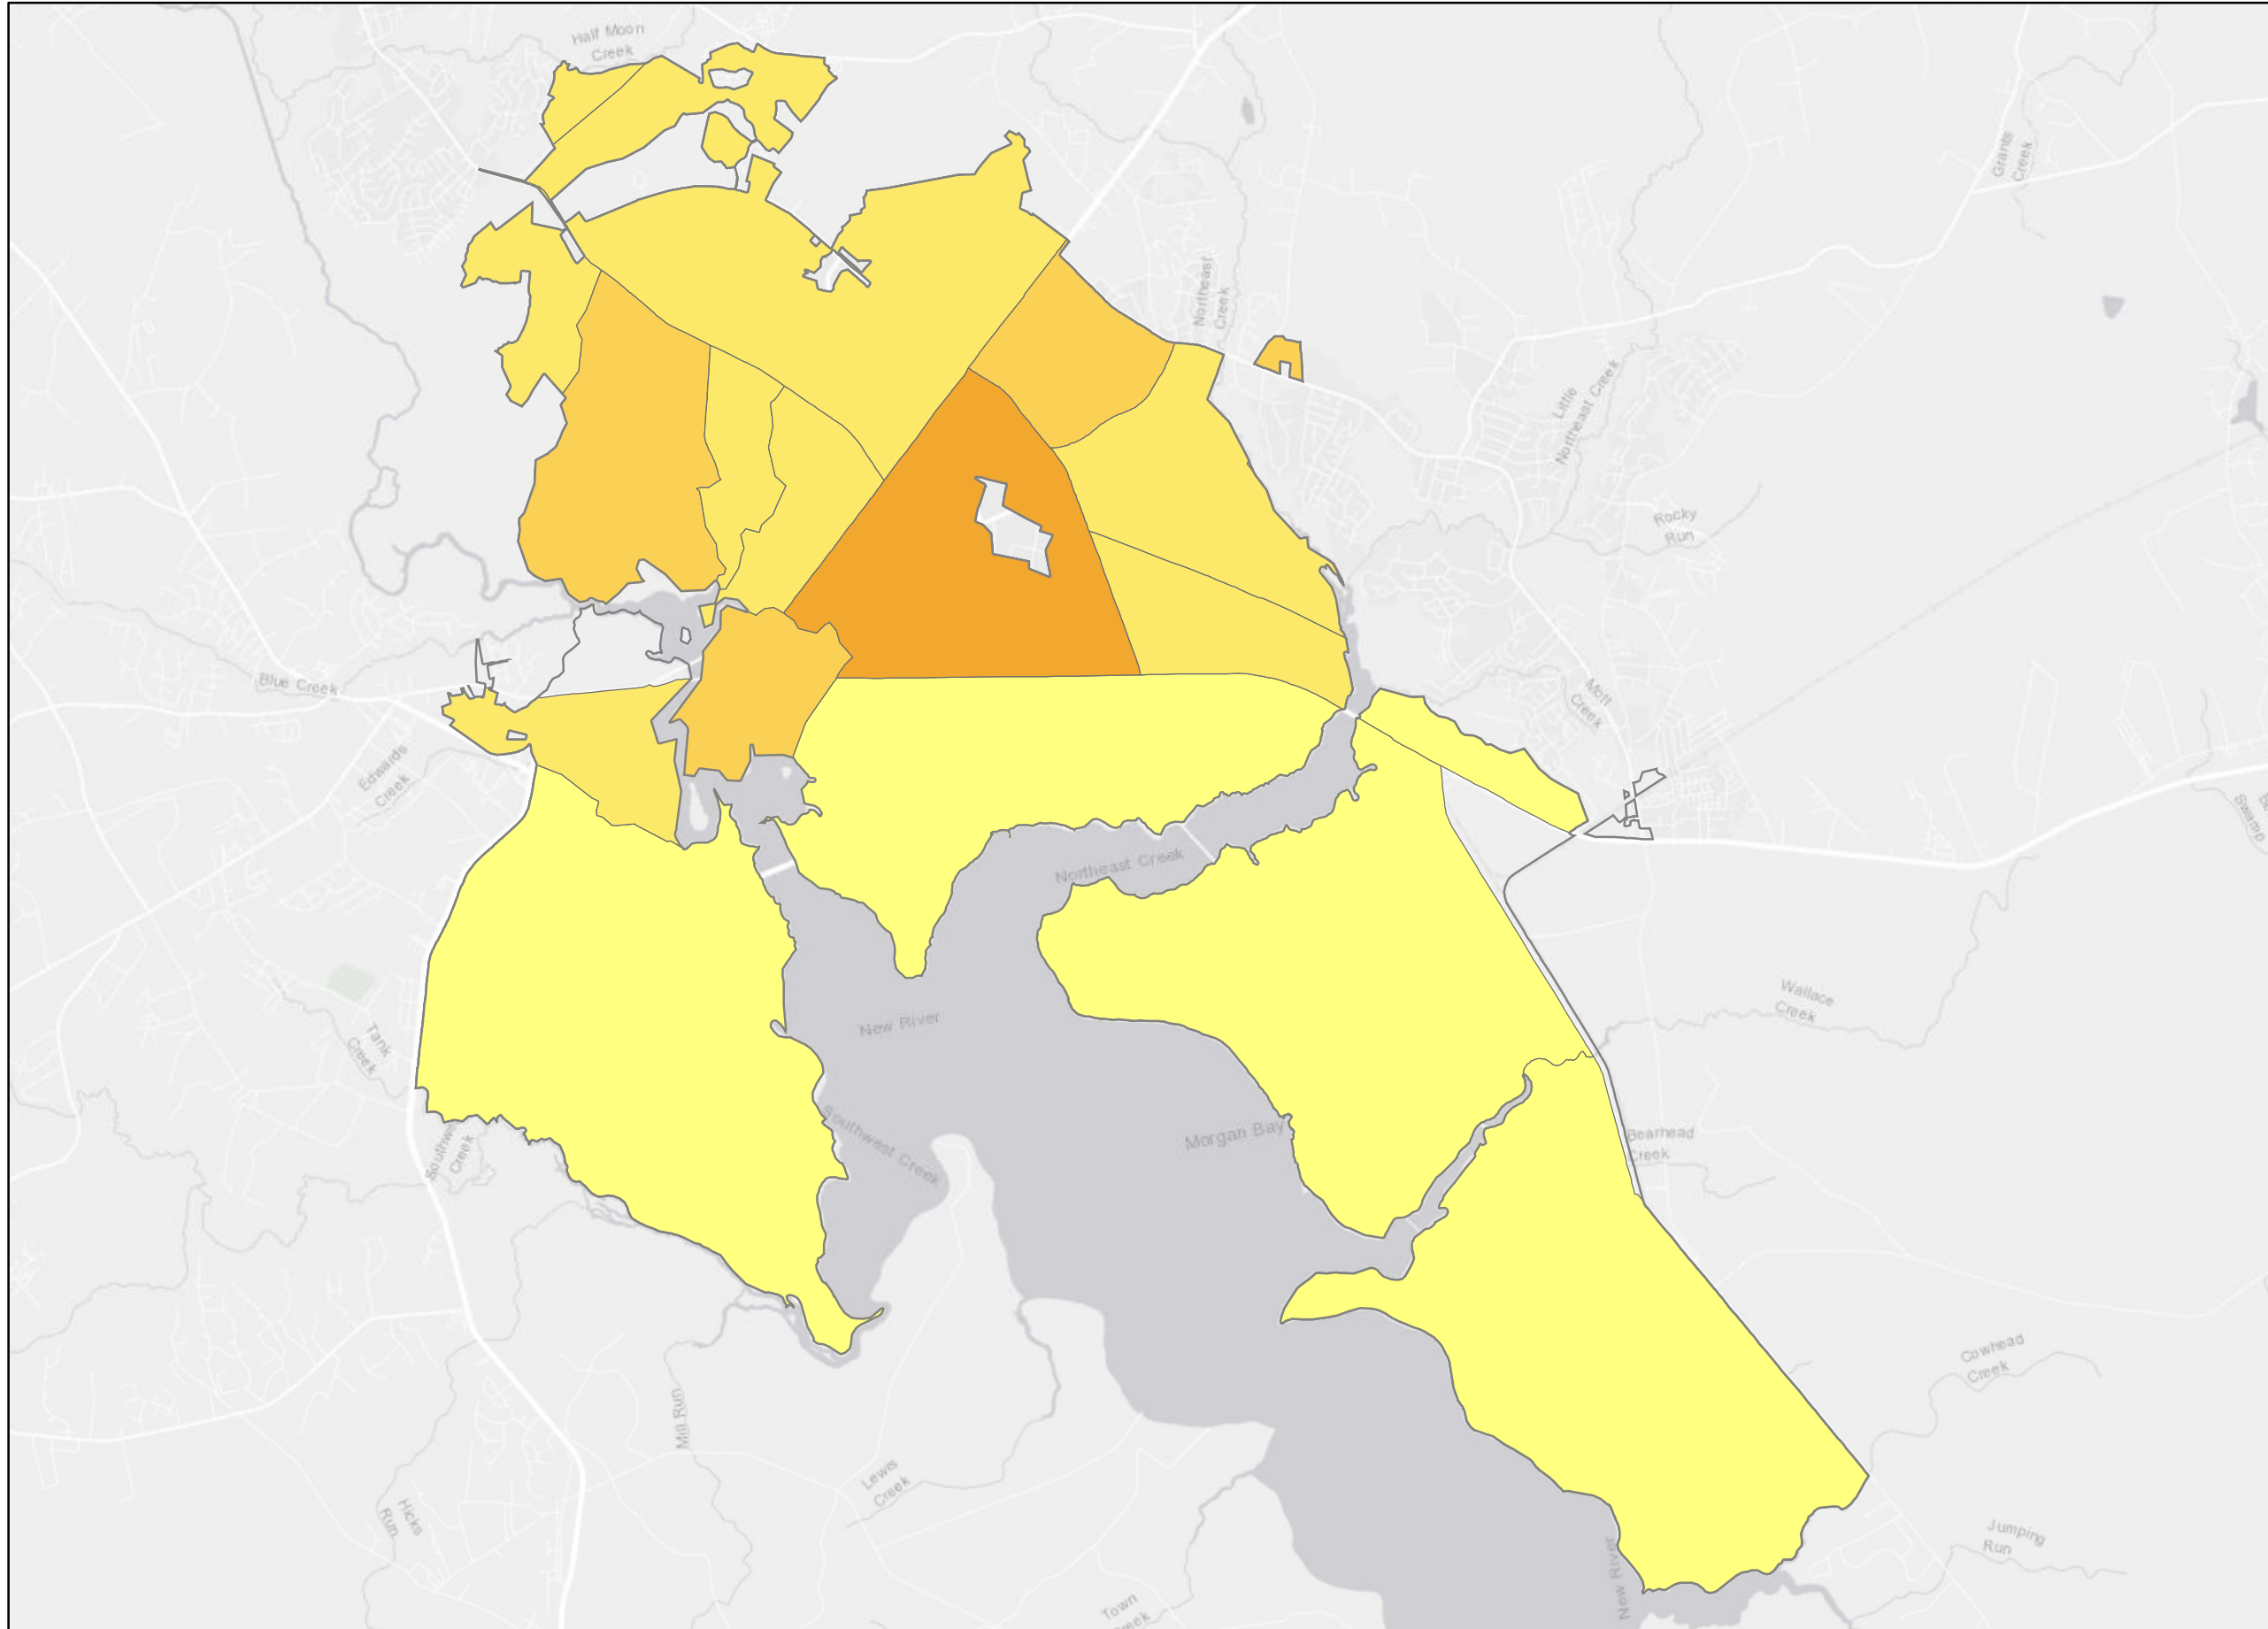 Half Moon
Creek
Grants
Creek
Northeast
Creek
Little
Northeast Creek
Rocky
Run
Blue Creek
Mott
Creek
Edwards
Creek
Swamp
Northeast Creek
Wallace
Creek
New River
Tank
Creek
Southwest Creek
Morgan Bay
Bearhead
Creek
Creek
Cowhead
Creek
Mill Run
Lewis
Creek
Hicks
Run
Jumping
Run
New River
Town